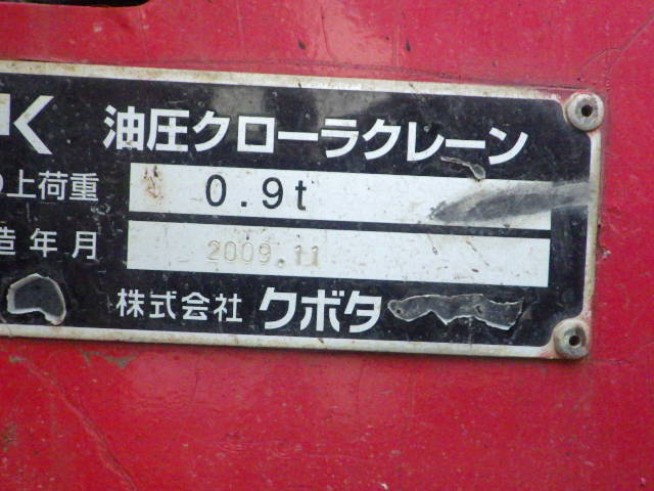 油圧クローラクレーン
上荷重 0.9t
造年月 2009.11
株式会社 クボタ